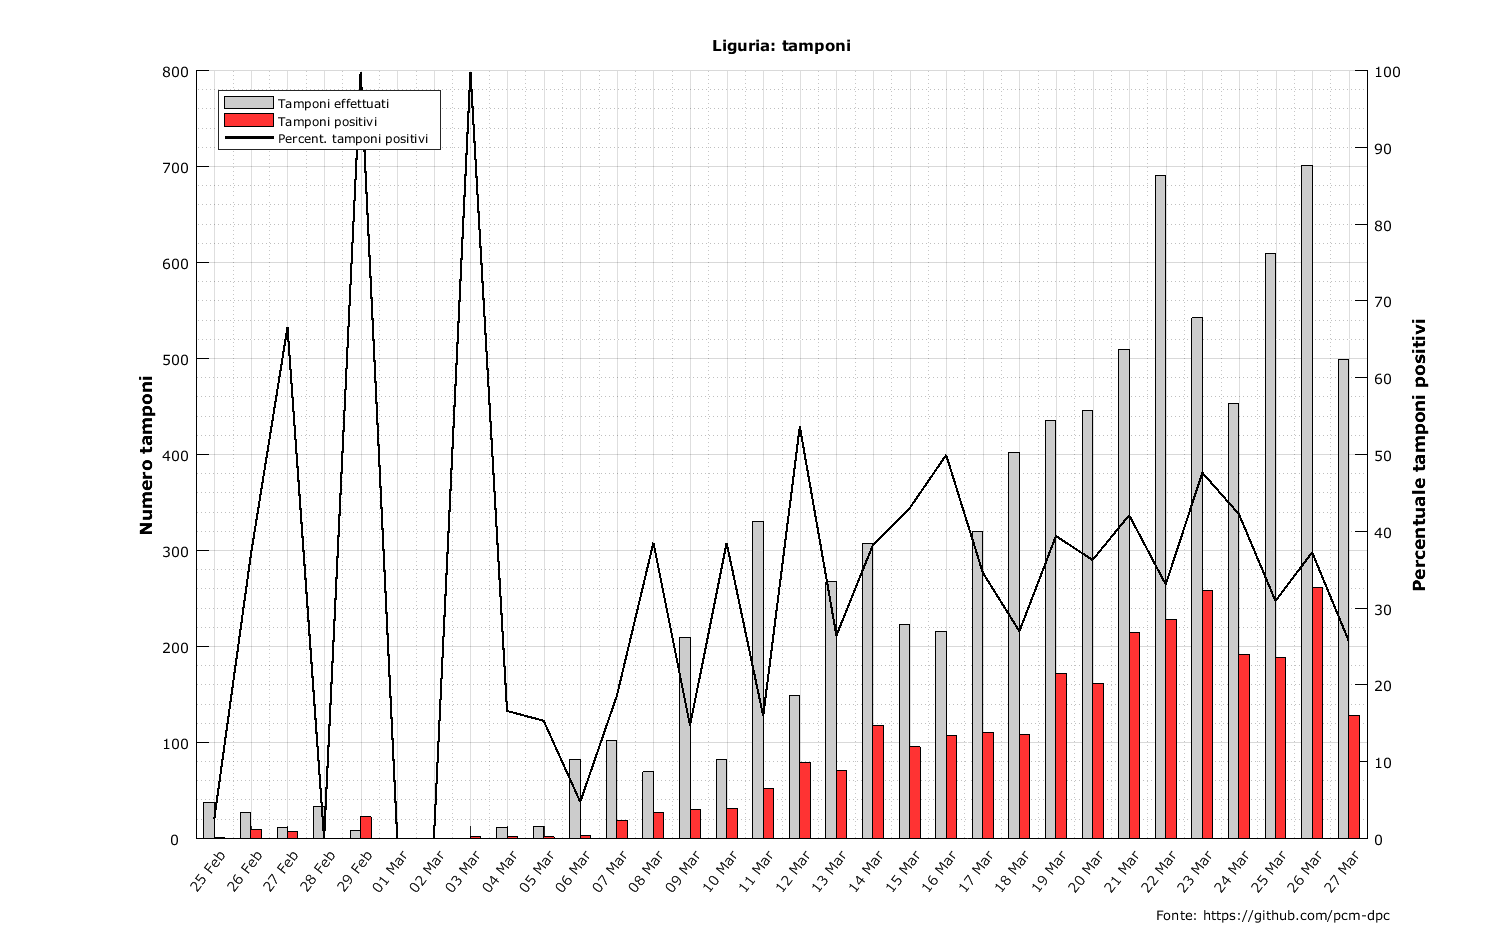 Liguria: tamponi
Tamponi effettuati
Tamponi positivi
Percent. tamponi positivi
Numero tamponi
800
700
600
500
400
300
200
100
0
100
90
80
70
60
50
40
30
20
10
0
Percentuale tamponi positivi
25 Feb
26 Feb
27 Feb
28 Feb
29 Feb
01 Mar
02 Mar
03 Mar
04 Mar
05 Mar
06 Mar
07 Mar
08 Mar
09 Mar
10 Mar
11 Mar
12 Mar
13 Mar
14 Mar
15 Mar
16 Mar
17 Mar
18 Mar
19 Mar
20 Mar
21 Mar
22 Mar
23 Mar
24 Mar
25 Mar
26 Mar
27 Mar
Fonte: https://github.com/pcm-dpc